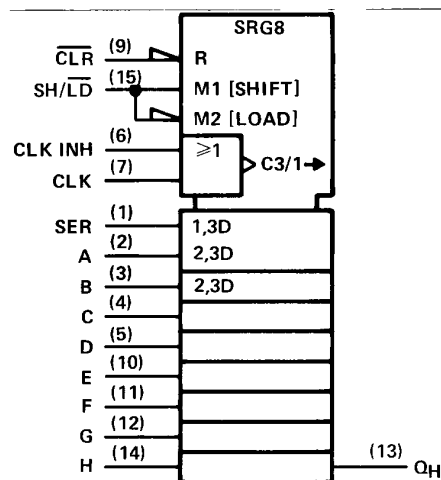 SRG8
CLR (9) R
SH/LD (15) M1 [SHIFT]
M2 [LOAD]
CLK INH (6) ≥1
CLK (7) C3/1→
SER (1) 1,3D
A (2) 2,3D
B (3) 2,3D
C (4)
D (5)
E (10)
F (11)
G (12)
H (14) (13) QH